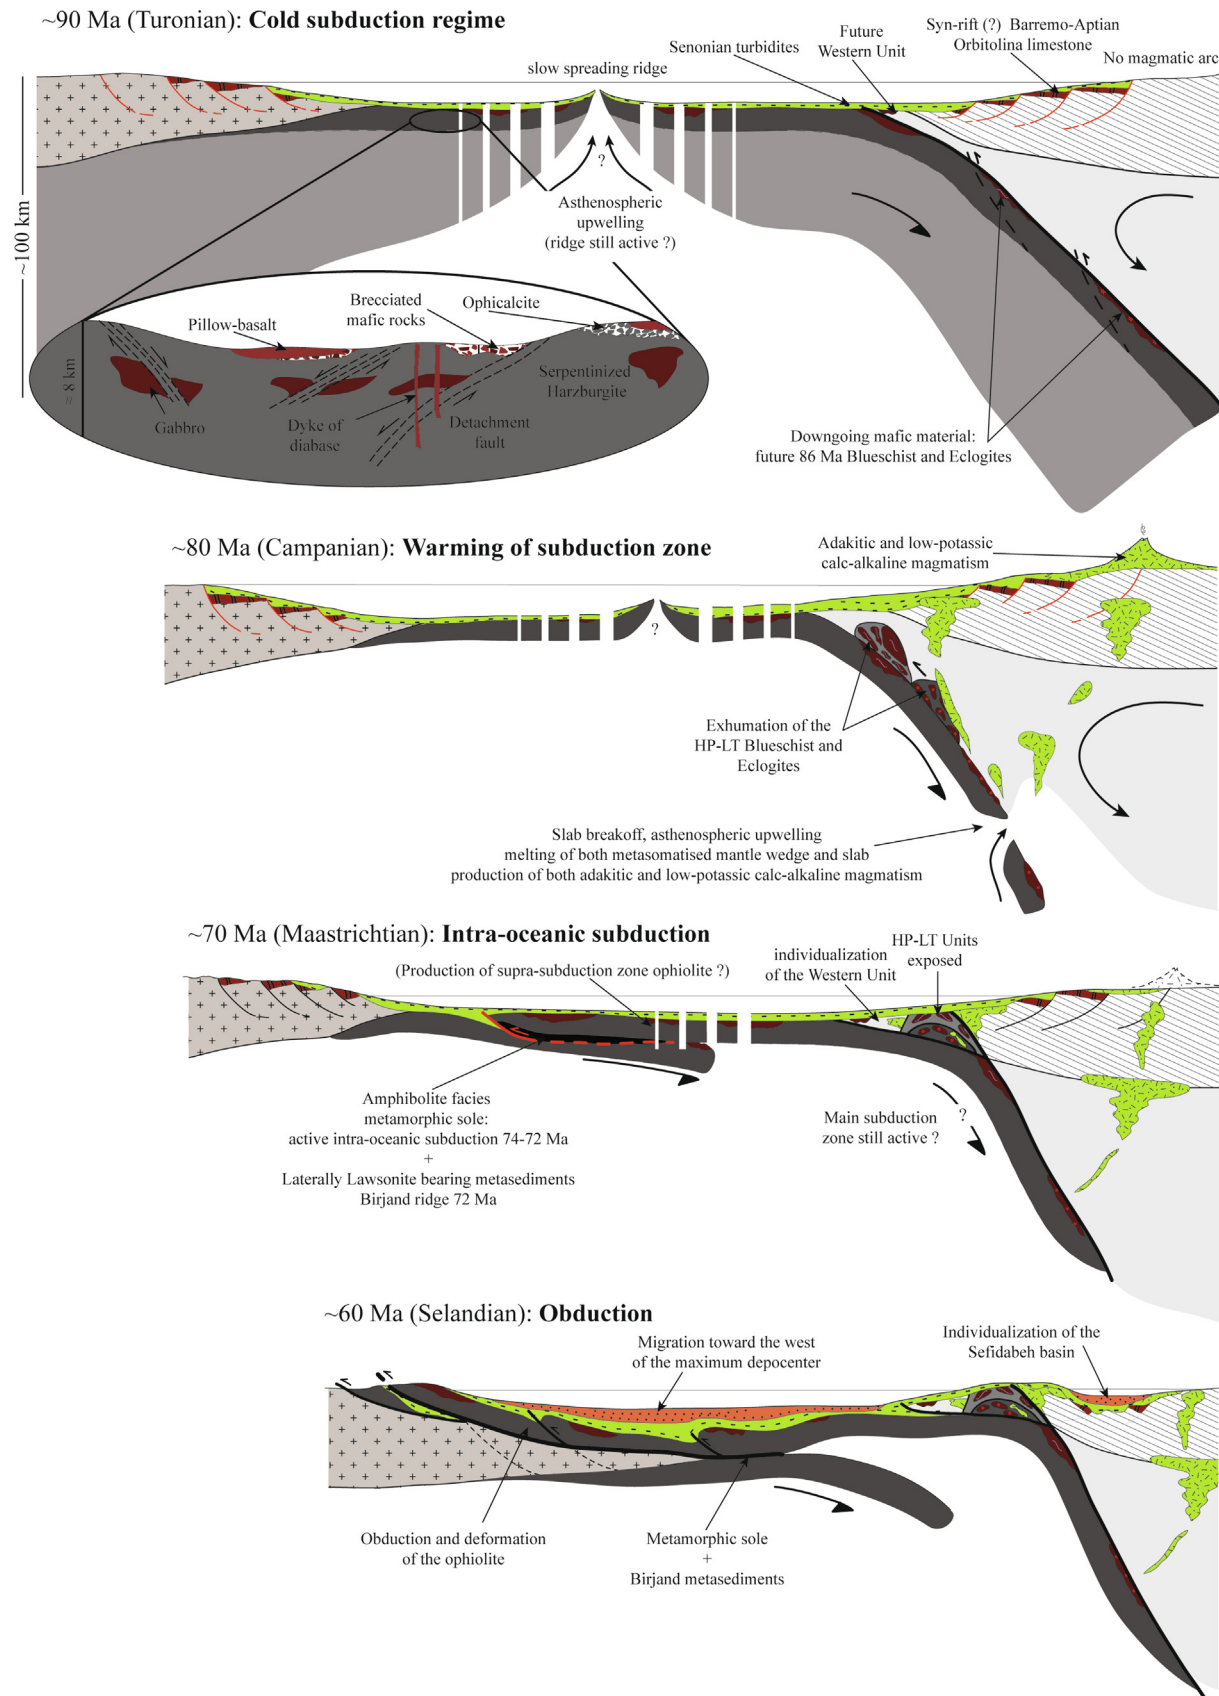 ~90 Ma (Turonian): Cold subduction regime
slow spreading ridge
Senonian turbidites
Future
Western Unit
Syn-rift (?) Barremo-Aptian
Orbitolina limestone
No magmatic arc
~100 km
?
Asthenospheric
upwelling
(ridge still active ?)
Pillow-basalt
Brecciated
mafic rocks
Ophicalcite
≈ 8 km
Gabbro
Dyke of
diabase
Detachment
fault
Serpentinized
Harzburgite
Downgoing mafic material:
future 86 Ma Blueschist and Eclogites
~80 Ma (Campanian): Warming of subduction zone
Adakitic and low-potassic
calc-alkaline magmatism
?
Exhumation of the
HP-LT Blueschist and
Eclogites
Slab breakoff, asthenospheric upwelling
melting of both metasomatised mantle wedge and slab
production of both adakitic and low-potassic calc-alkaline magmatism
~70 Ma (Maastrichtian): Intra-oceanic subduction
(Production of supra-subduction zone ophiolite ?)
individualization
of the Western Unit
HP-LT Units
exposed
Amphibolite facies
metamorphic sole:
active intra-oceanic subduction 74-72 Ma
+
Laterally Lawsonite bearing metasediments
Birjand ridge 72 Ma
Main subduction
zone still active ?
?
~60 Ma (Selandian): Obduction
Migration toward the west
of the maximum depocenter
Individualization of the
Sefidabeh basin
Obduction and deformation
of the ophiolite
Metamorphic sole
+
Birjand metasediments